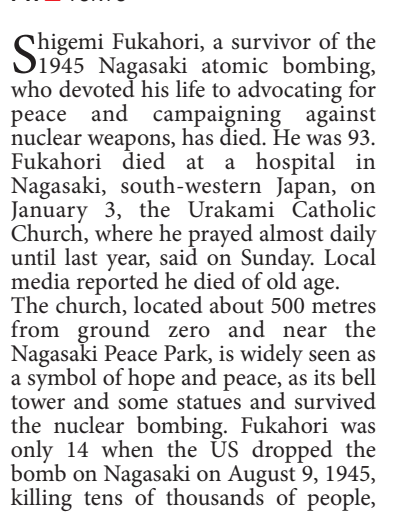 Shigemi Fukahori, a survivor of the
1945 Nagasaki atomic bombing,
who devoted his life to advocating for
peace and campaigning against
nuclear weapons, has died. He was 93.
Fukahori died at a hospital in
Nagasaki, south-western Japan, on
January 3, the Urakami Catholic
Church, where he prayed almost daily
until last year, said on Sunday. Local
media reported he died of old age.
The church, located about 500 metres
from ground zero and near the
Nagasaki Peace Park, is widely seen as
a symbol of hope and peace, as its bell
tower and some statues and survived
the nuclear bombing. Fukahori was
only 14 when the US dropped the
bomb on Nagasaki on August 9, 1945,
killing tens of thousands of people,